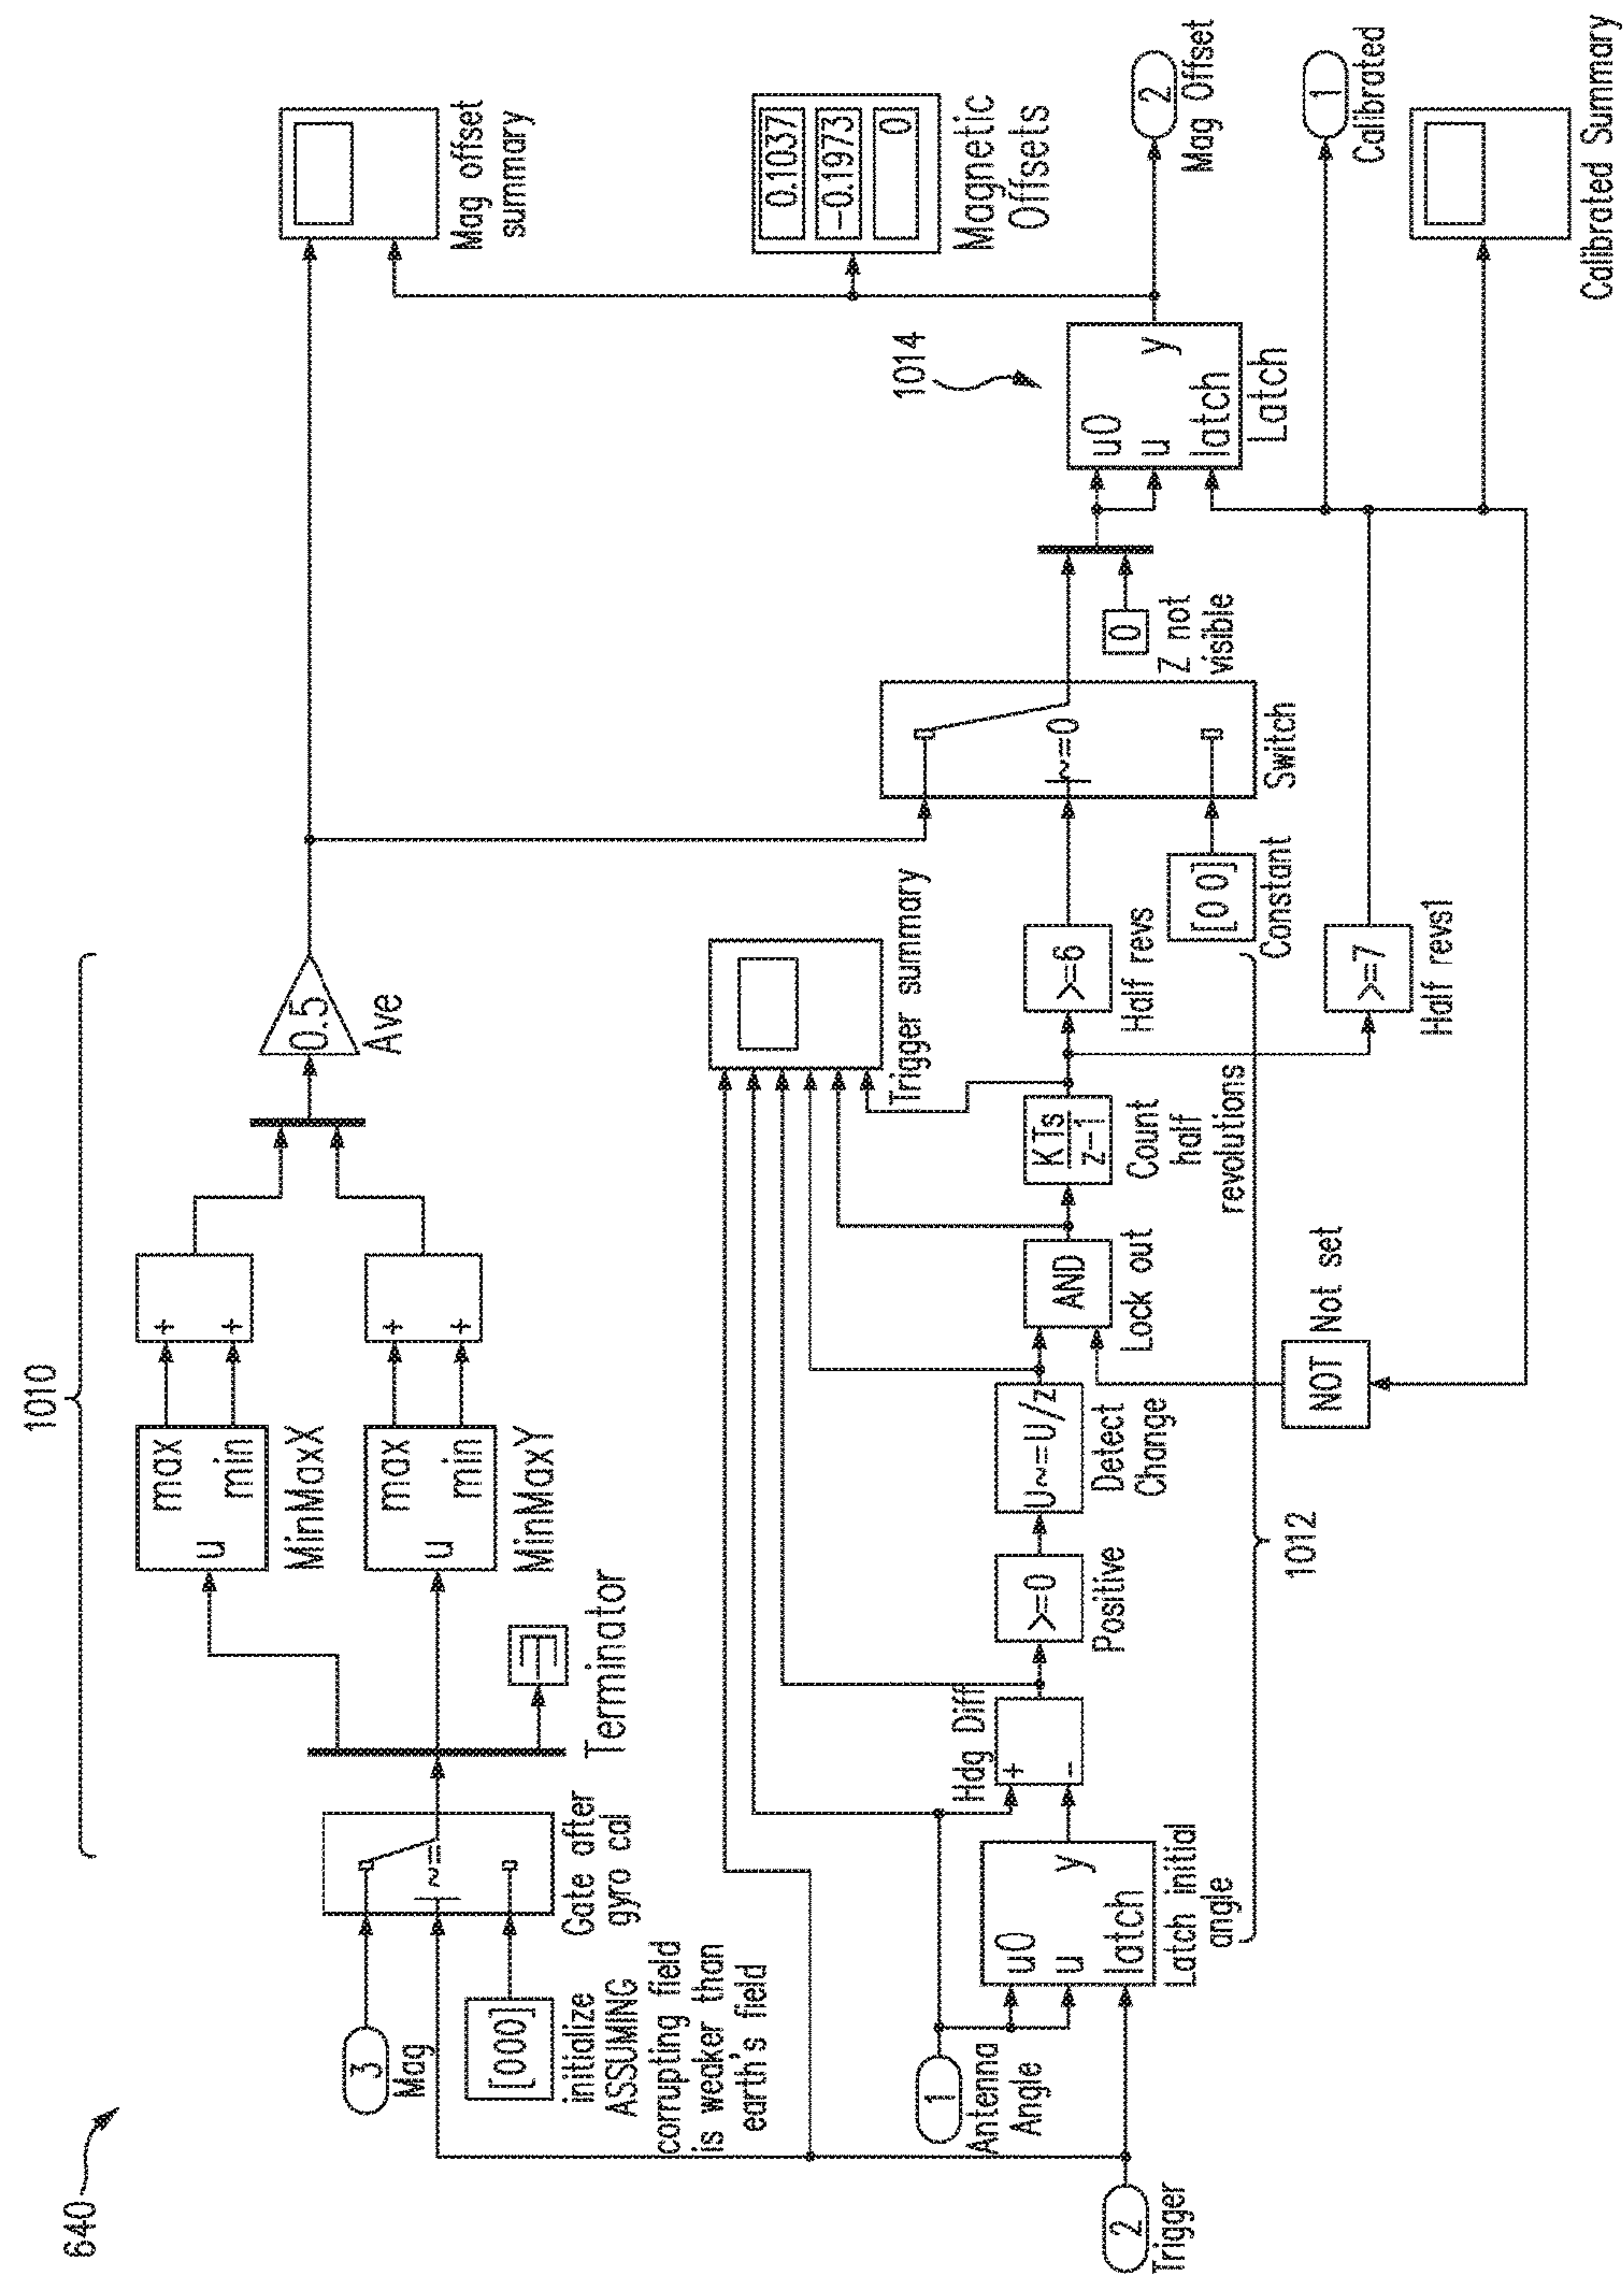 640
1010
3
Mag
[000]
initialize
ASSUMING
corrupting field
is weaker than
earth's field
~=
Gate after
gyro cal
Terminator
u
max
min
MinMaxX
u
max
min
MinMaxY
+
+
+
+
0.5
Ave
Mag offset
summary
0.1037
-0.1973
0
Magnetic
Offsets
2
Trigger
1
Antenna
Angle
u0
u
latch
y
Latch initial
angle
Hdg Diff
+
-
>=0
Positive
U~=U/z
Detect
Change
AND
Lock out
NOT
Not set
KTs
z-1
Count
half
revolutions
Trigger summary
>=6
Half revs
>=7
Half revs1
[0 0]
Constant
~=0
Switch
0
Z not
visible
1012
1014
u0
u
latch
y
Latch
2
Mag Offset
1
Calibrated
Calibrated Summary